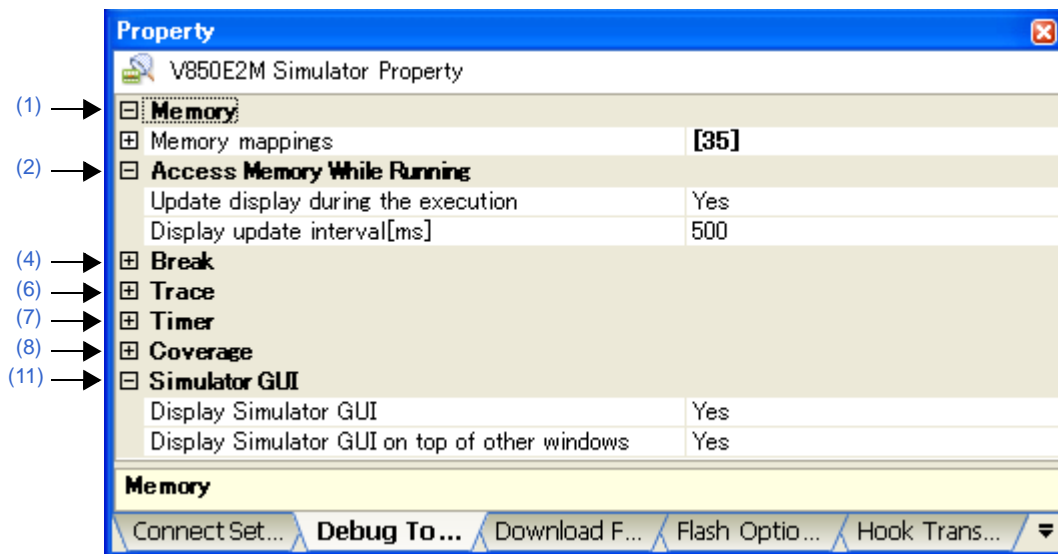 Property
V850E2M Simulator Property
(1) Memory
Memory mappings [35]
(2) Access Memory While Running
Update display during the execution Yes
Display update interval[ms] 500
(4) Break
(6) Trace
(7) Timer
(8) Coverage
(11) Simulator GUI
Display Simulator GUI Yes
Display Simulator GUI on top of other windows Yes
Memory
Connect Set... Debug To... Download F... Flash Optio... Hook Trans...